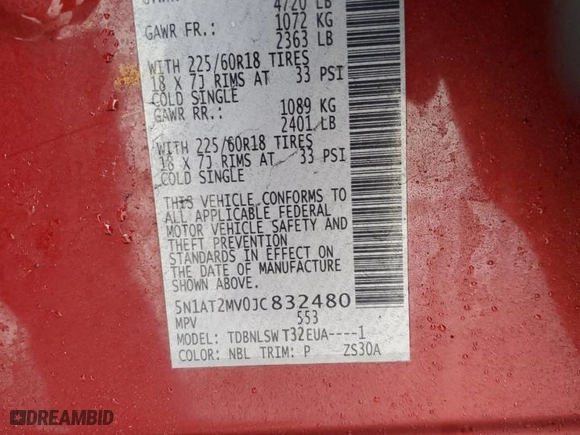 4720 LB
GAWR FR.: 1072 KG
2363 LB
WITH 225/60R18 TIRES
18 X 7J RIMS AT 33 PSI
COLD SINGLE
GAWR RR.: 1089 KG
2401 LB
WITH 225/60R18 TIRES
18 X 7J RIMS AT 33 PSI
COLD SINGLE
THIS VEHICLE CONFORMS TO
ALL APPLICABLE FEDERAL
MOTOR VEHICLE SAFETY AND
THEFT PREVENTION
STANDARDS IN EFFECT ON
THE DATE OF MANUFACTURE
SHOWN ABOVE.
5N1AT2MV0JC832480
MPV 553
MODEL: TDBNLSW T32EUA----1
COLOR: NBL TRIM: P ZS30A
DREAMBID